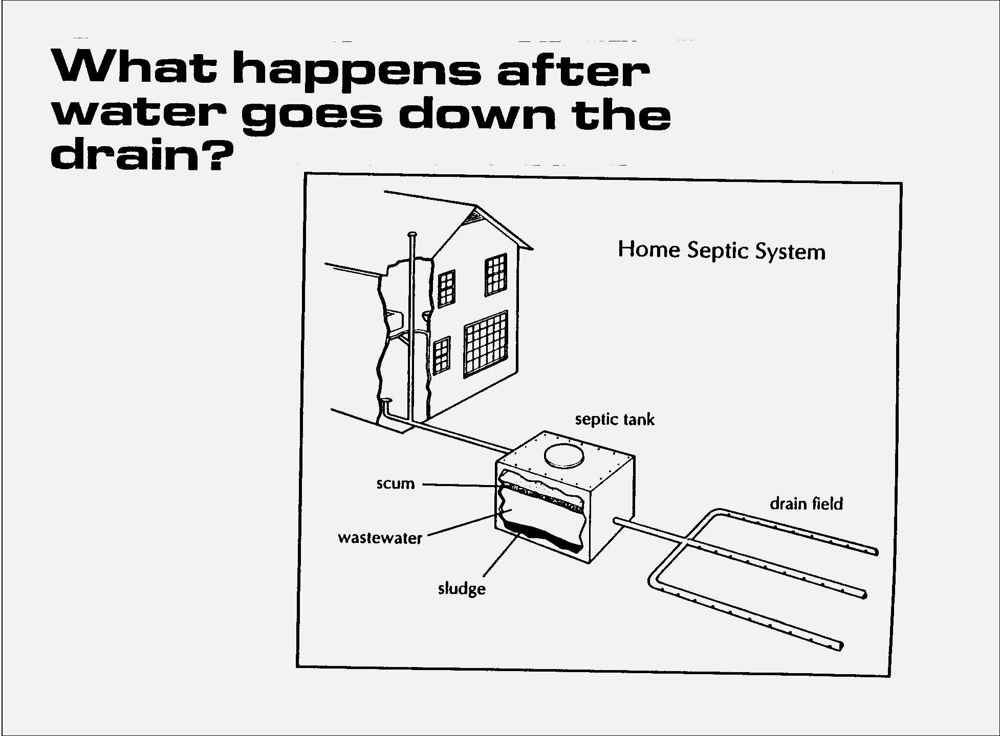 What happens after
water goes down the
drain?
Home Septic System
septic tank
scum
drain field
wastewater
sludge